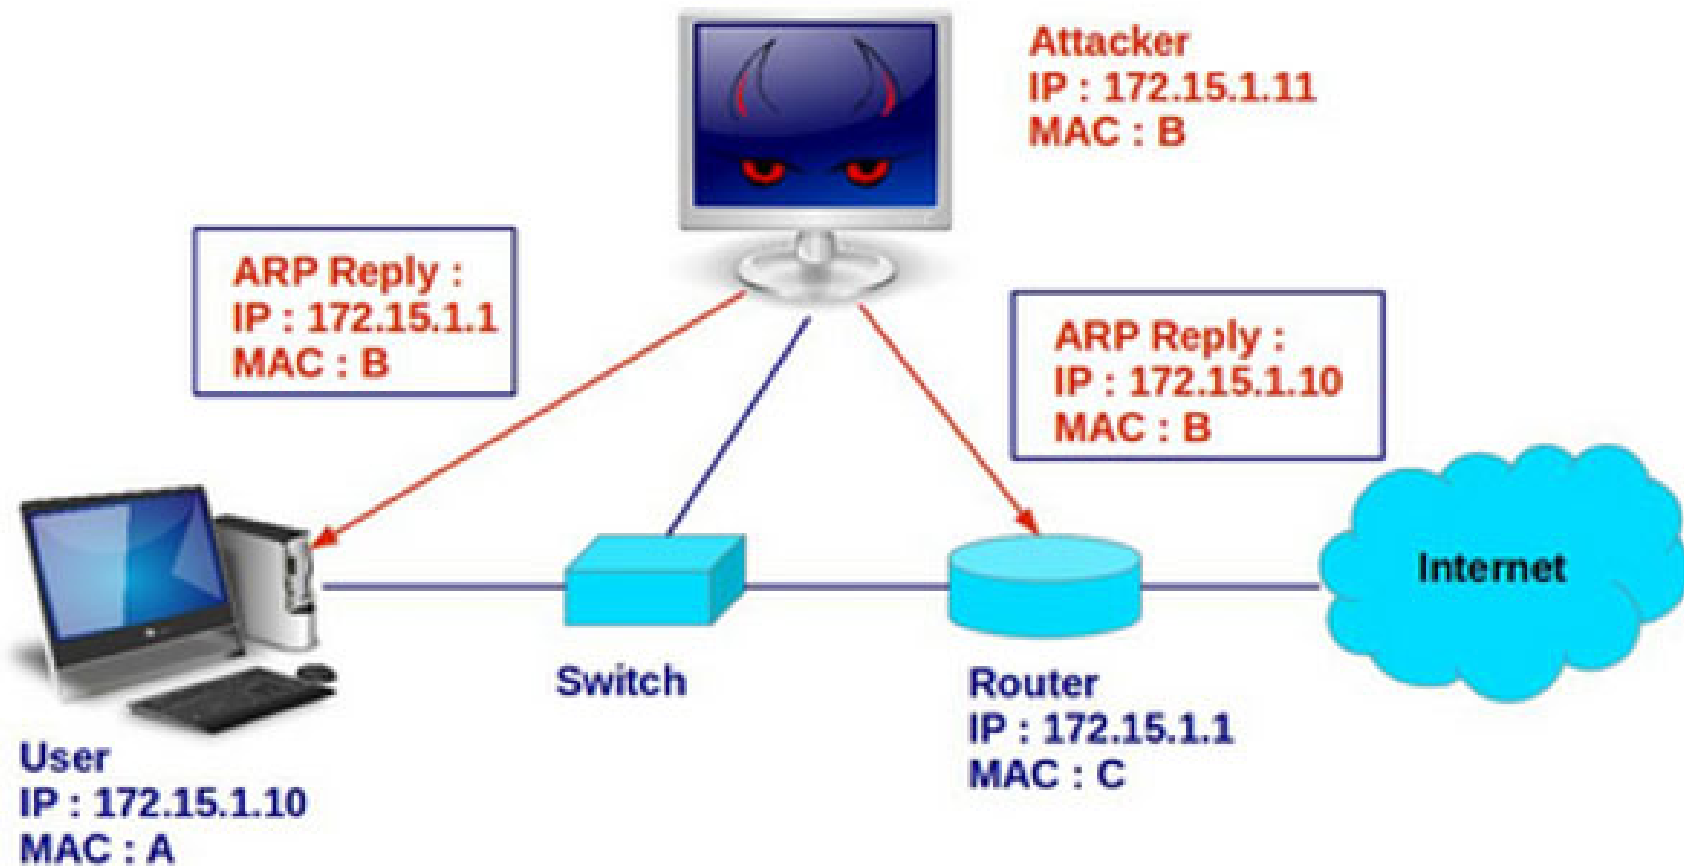 Attacker
IP : 172.15.1.11
MAC : B
ARP Reply :
IP : 172.15.1.1
MAC : B
ARP Reply :
IP : 172.15.1.10
MAC : B
Internet
Switch
Router
IP : 172.15.1.1
MAC : C
User
IP : 172.15.1.10
MAC : A